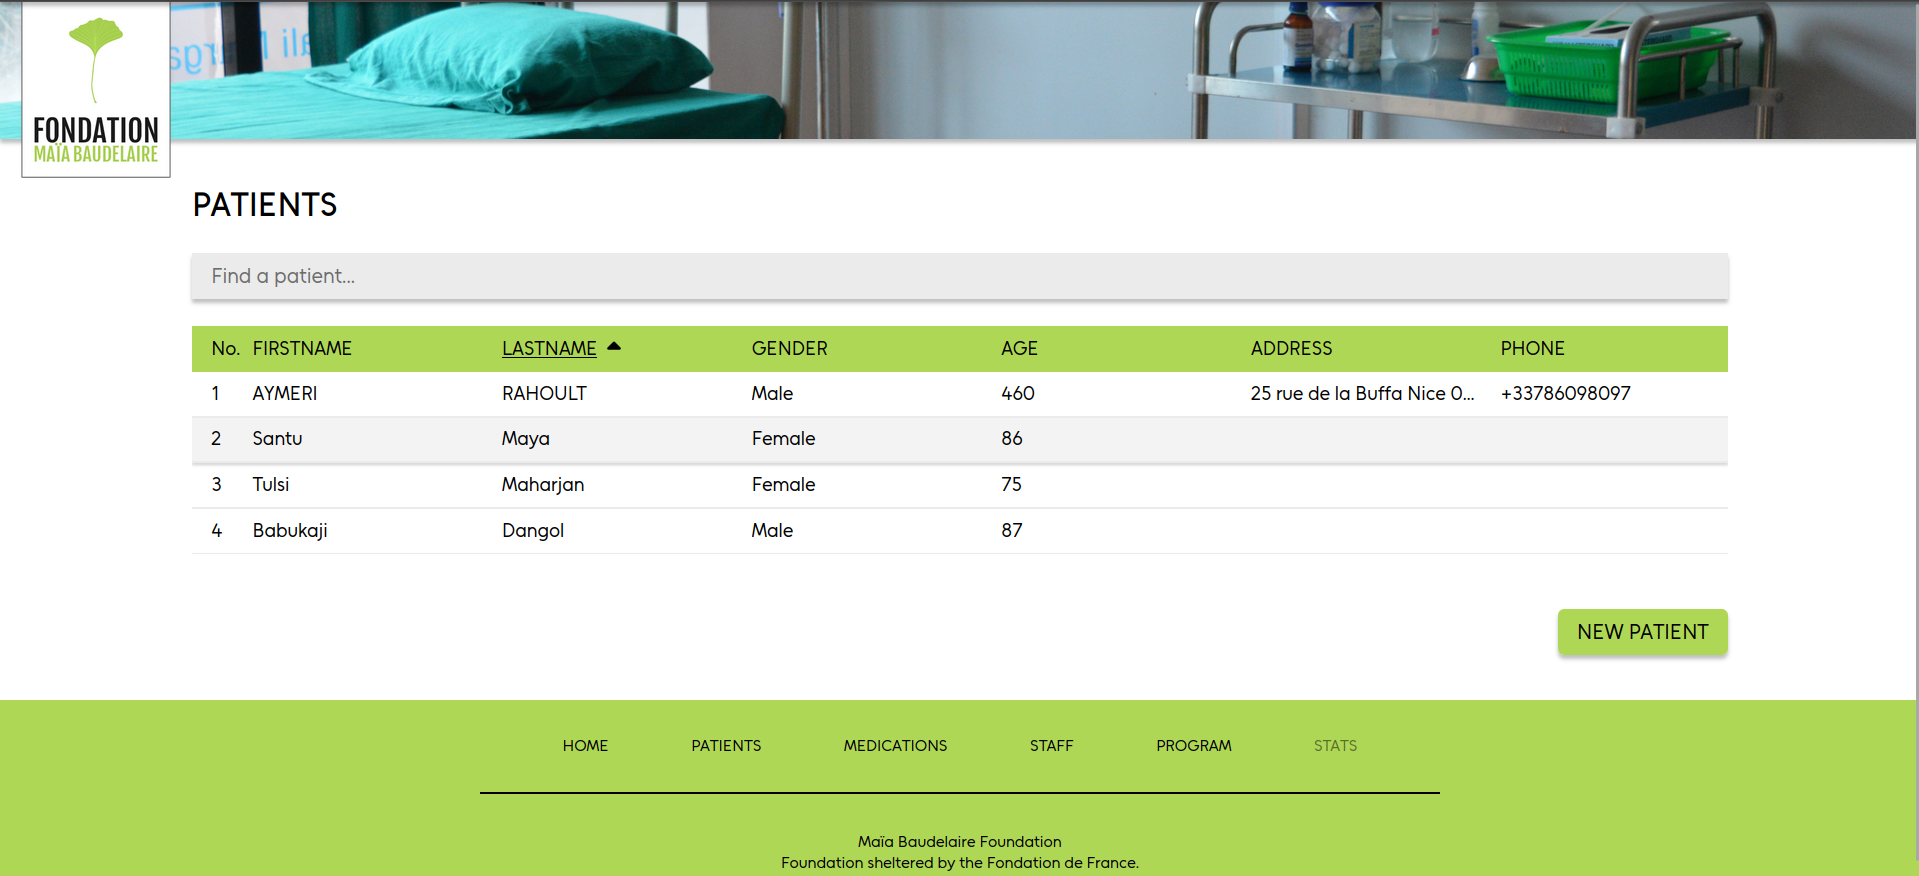 FONDATION
MAÏA BAUDELAIRE
PATIENTS
Find a patient...
No. FIRSTNAME LASTNAME GENDER AGE ADDRESS PHONE
1 AYMERI RAHOULT Male 460 25 rue de la Buffa Nice 0... +33786098097
2 Santu Maya Female 86
3 Tulsi Maharjan Female 75
4 Babukaji Dangol Male 87
NEW PATIENT
HOME PATIENTS MEDICATIONS STAFF PROGRAM STATS
Maïa Baudelaire Foundation
Foundation sheltered by the Fondation de France.